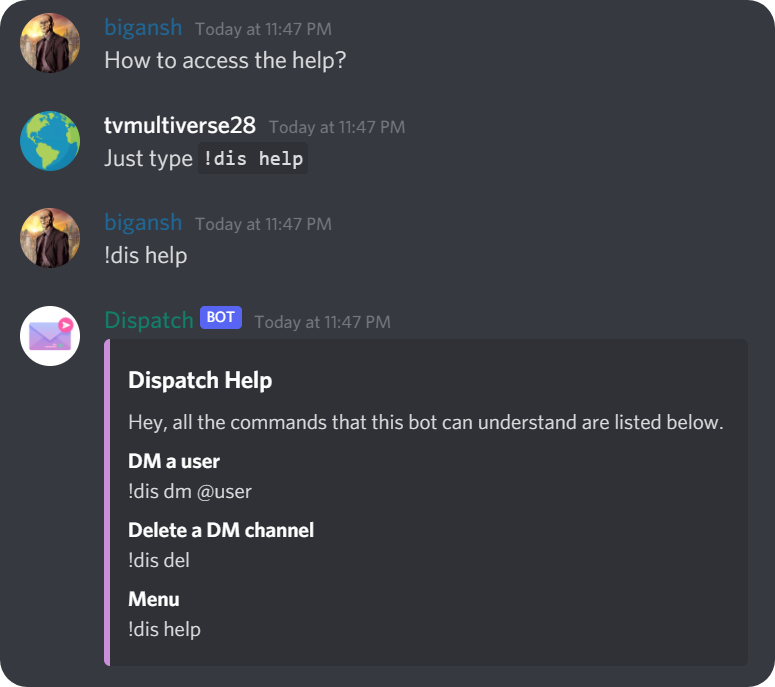 bigansh Today at 11:47 PM
How to access the help?
tvmultiverse28 Today at 11:47 PM
Just type !dis help
bigansh Today at 11:47 PM
!dis help
Dispatch BOT Today at 11:47 PM
Dispatch Help
Hey, all the commands that this bot can understand are listed below.
DM a user
!dis dm @user
Delete a DM channel
!dis del
Menu
!dis help